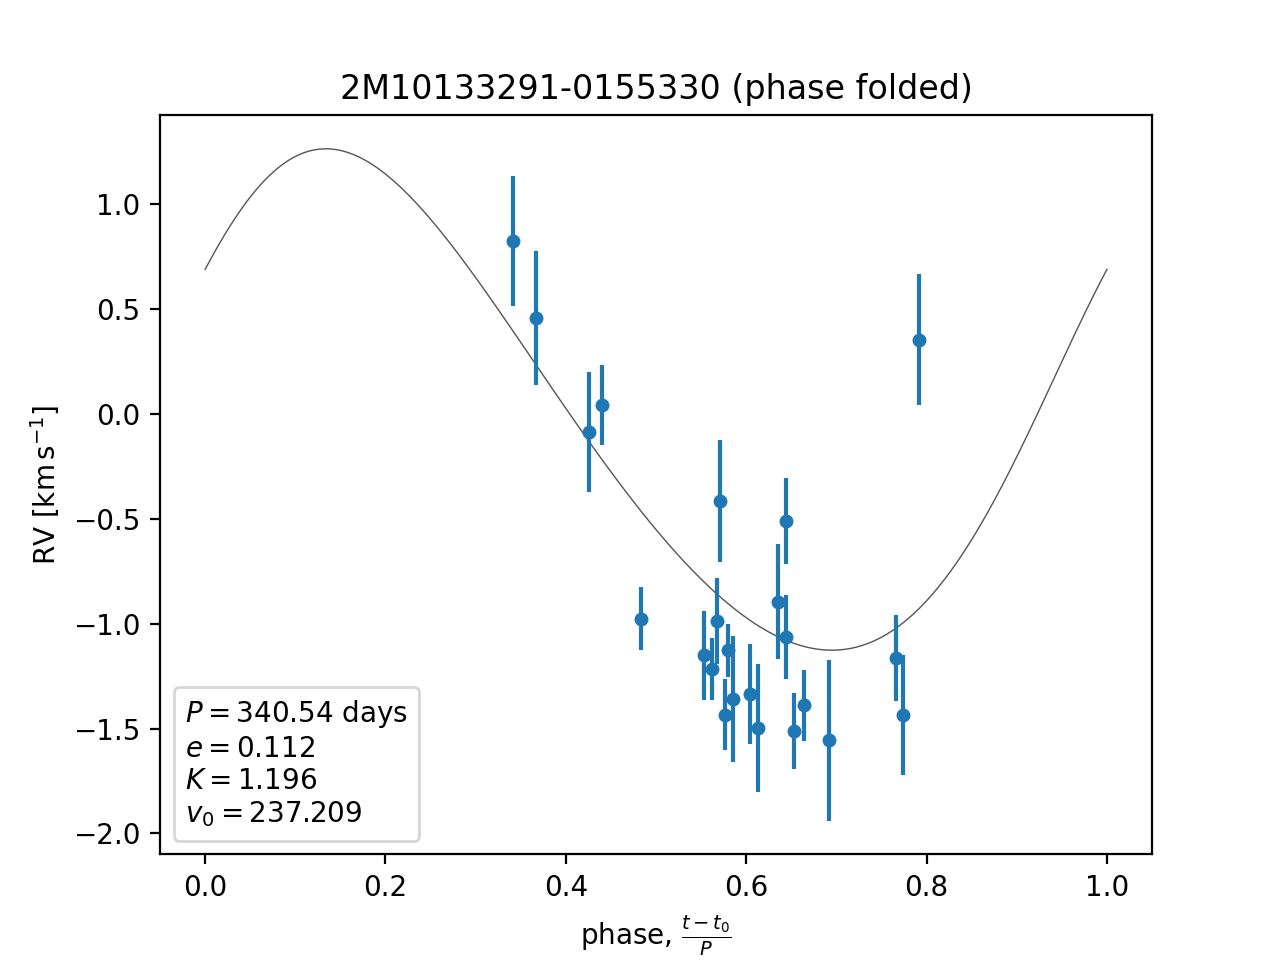 2M10133291-0155330 (phase folded)
RV [km s⁻¹]
1.0
0.5
0.0
−0.5
−1.0
−1.5
−2.0
P = 340.54 days
e = 0.112
K = 1.196
v₀ = 237.209
0.0 0.2 0.4 0.6 0.8 1.0
phase, (t − t₀)/P